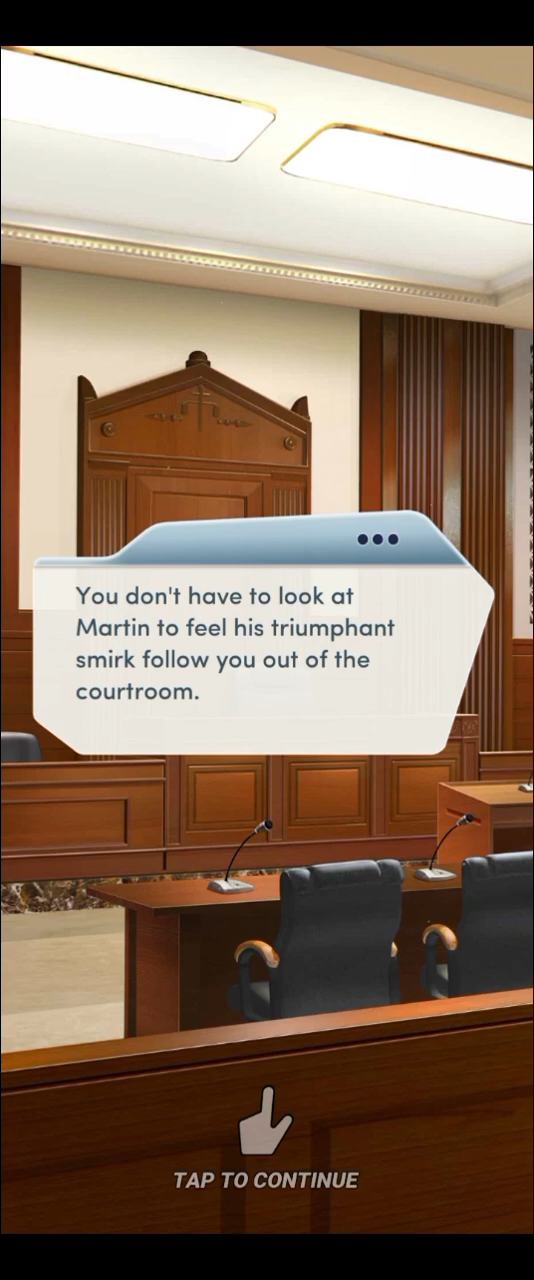 You don't have to look at
Martin to feel his triumphant
smirk follow you out of the
courtroom.
TAP TO CONTINUE